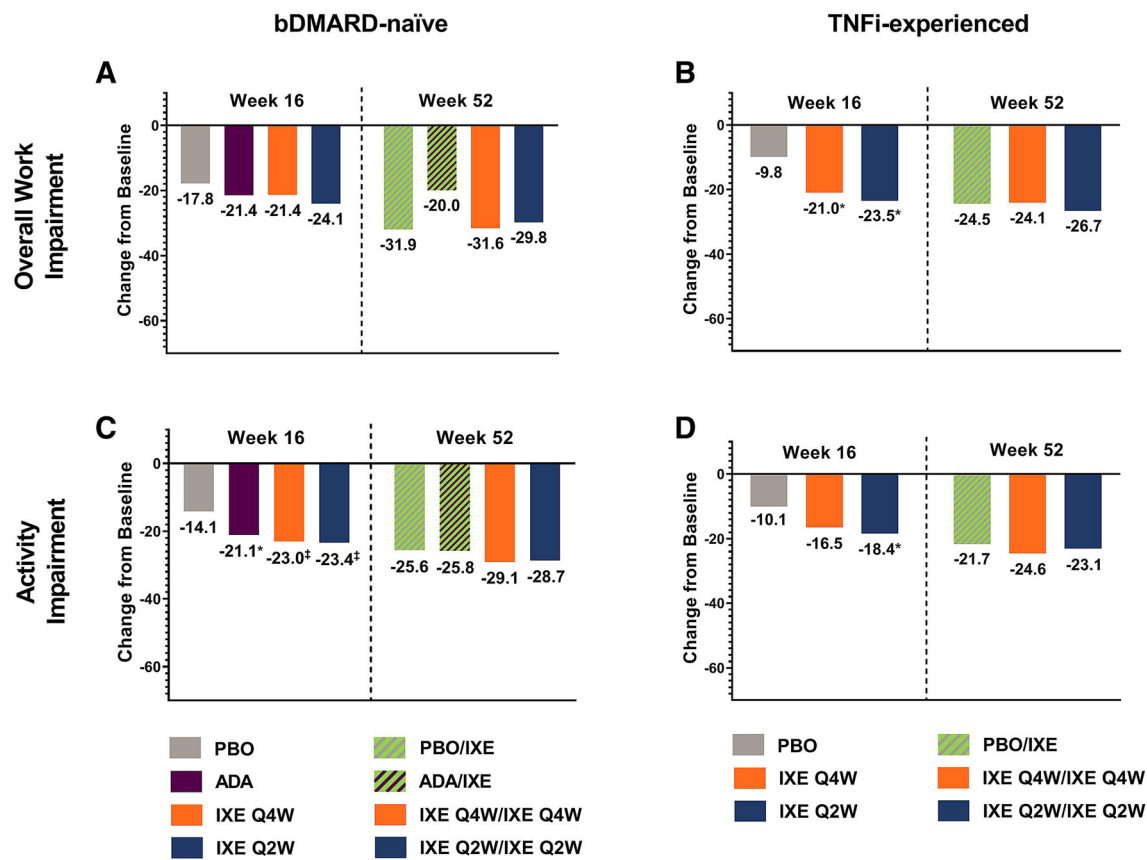 bDMARD-naïve
TNFi-experienced
Overall Work
Impairment
A
Week 16
Week 52
Change from Baseline
0
-20
-40
-60
-17.8
-21.4
-21.4
-24.1
-31.9
-20.0
-31.6
-29.8
B
Week 16
Week 52
Change from Baseline
0
-20
-40
-60
-9.8
-21.0*
-23.5*
-24.5
-24.1
-26.7
Activity
Impairment
C
Week 16
Week 52
Change from Baseline
0
-20
-40
-60
-14.1
-21.1*
-23.0‡
-23.4‡
-25.6
-25.8
-29.1
-28.7
D
Week 16
Week 52
Change from Baseline
0
-20
-40
-60
-10.1
-16.5
-18.4*
-21.7
-24.6
-23.1
PBO
ADA
IXE Q4W
IXE Q2W
PBO/IXE
ADA/IXE
IXE Q4W/IXE Q4W
IXE Q2W/IXE Q2W
PBO
IXE Q4W
IXE Q2W
PBO/IXE
IXE Q4W/IXE Q4W
IXE Q2W/IXE Q2W